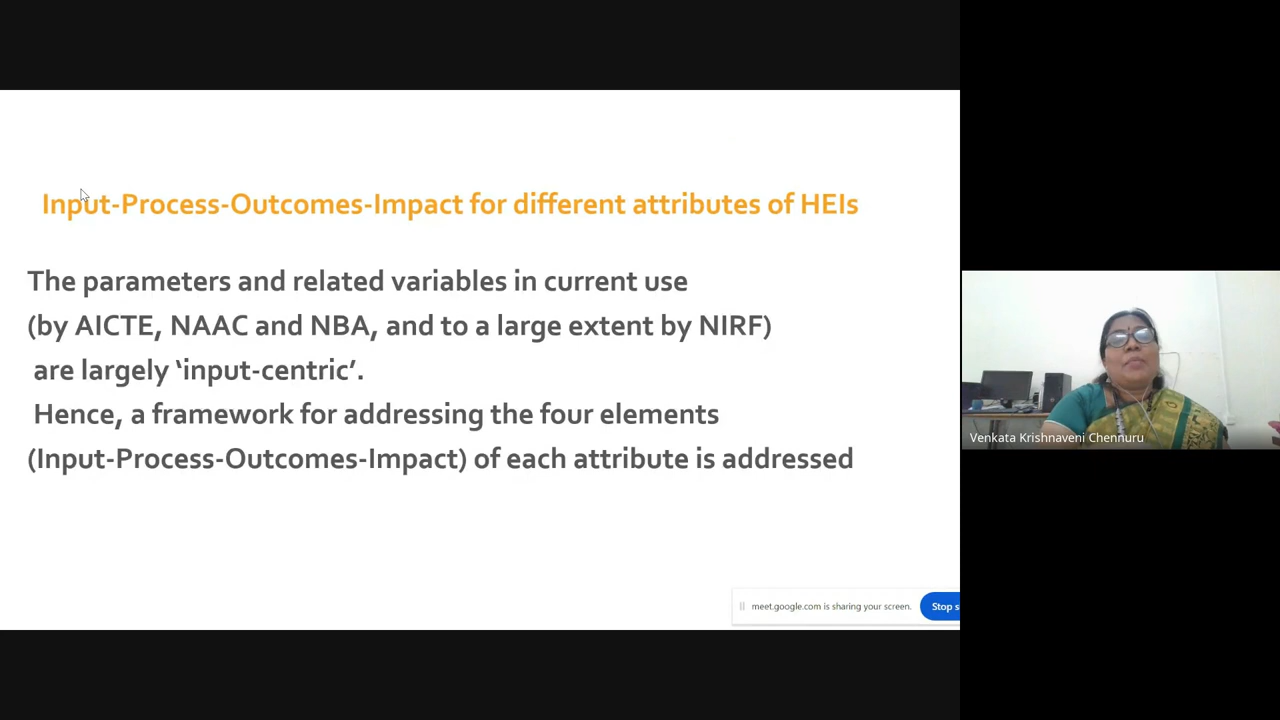 Input-Process-Outcomes-Impact for different attributes of HEIs
The parameters and related variables in current use
(by AICTE, NAAC and NBA, and to a large extent by NIRF)
are largely ‘input-centric’.
Hence, a framework for addressing the four elements
(Input-Process-Outcomes-Impact) of each attribute is addressed
Venkata Krishnaveni Chennuru
meet.google.com is sharing your screen.
Stop s